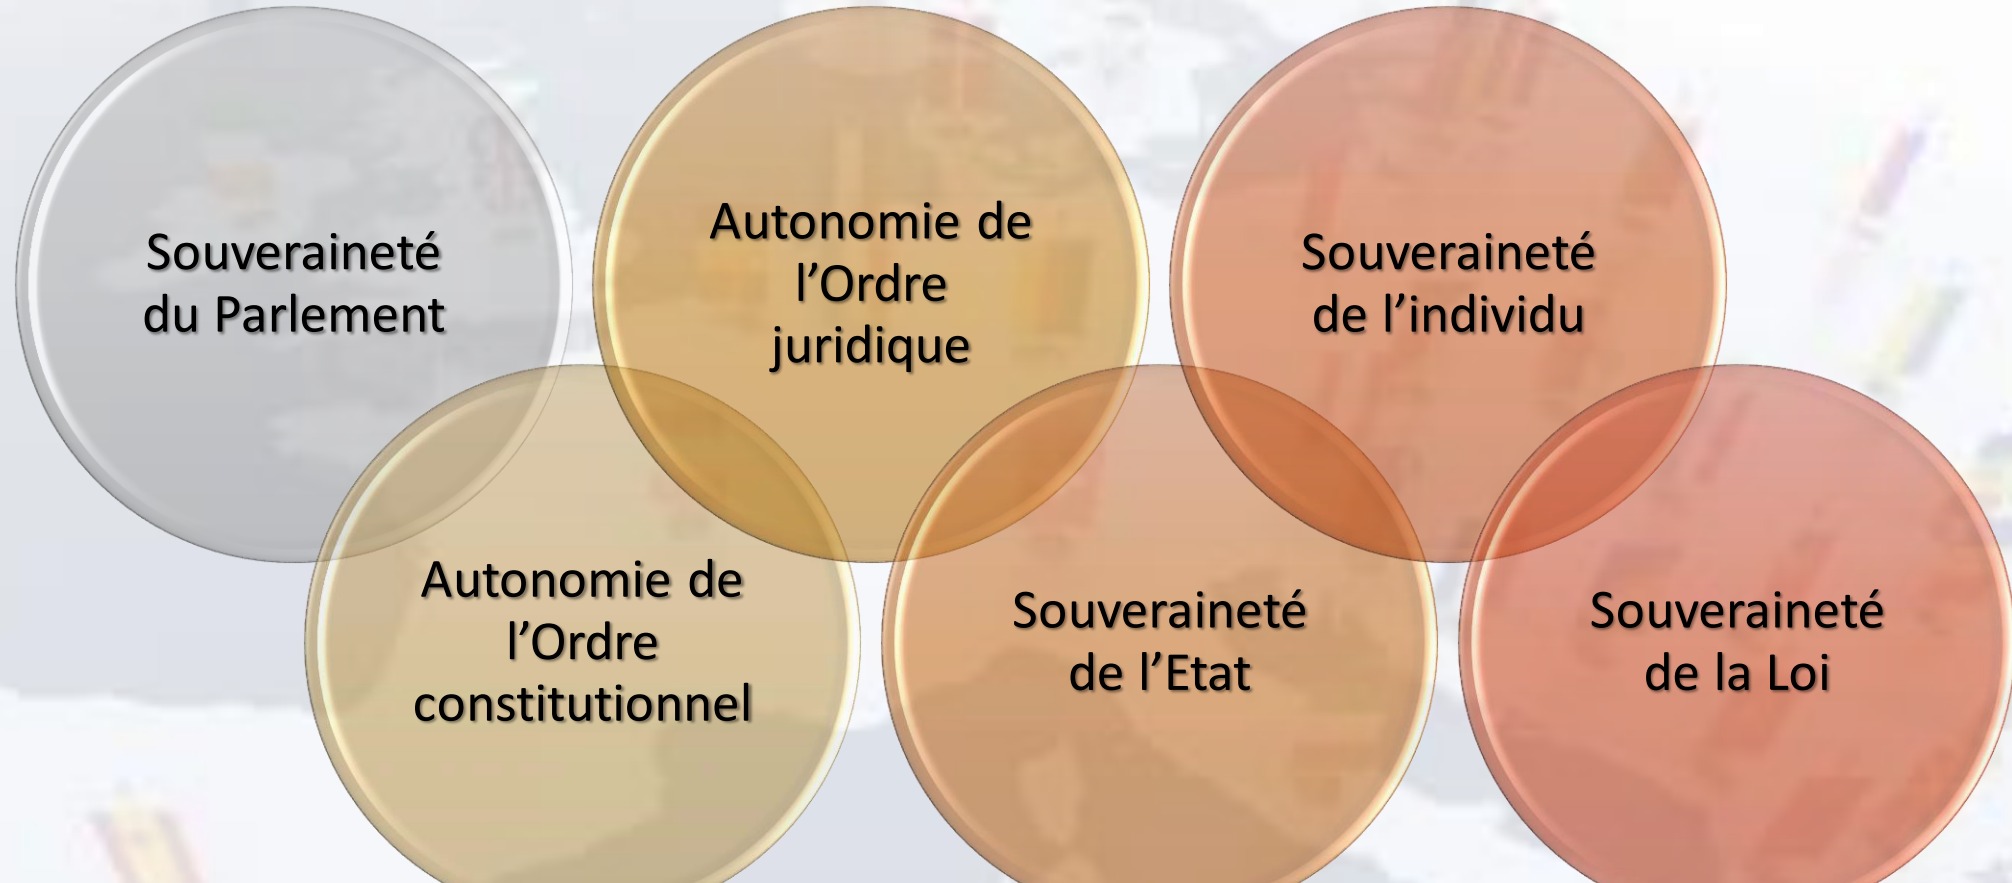 Souveraineté
du Parlement
Autonomie de
l’Ordre
constitutionnel
Autonomie de
l’Ordre
juridique
Souveraineté
de l’Etat
Souveraineté
de l’individu
Souveraineté
de la Loi